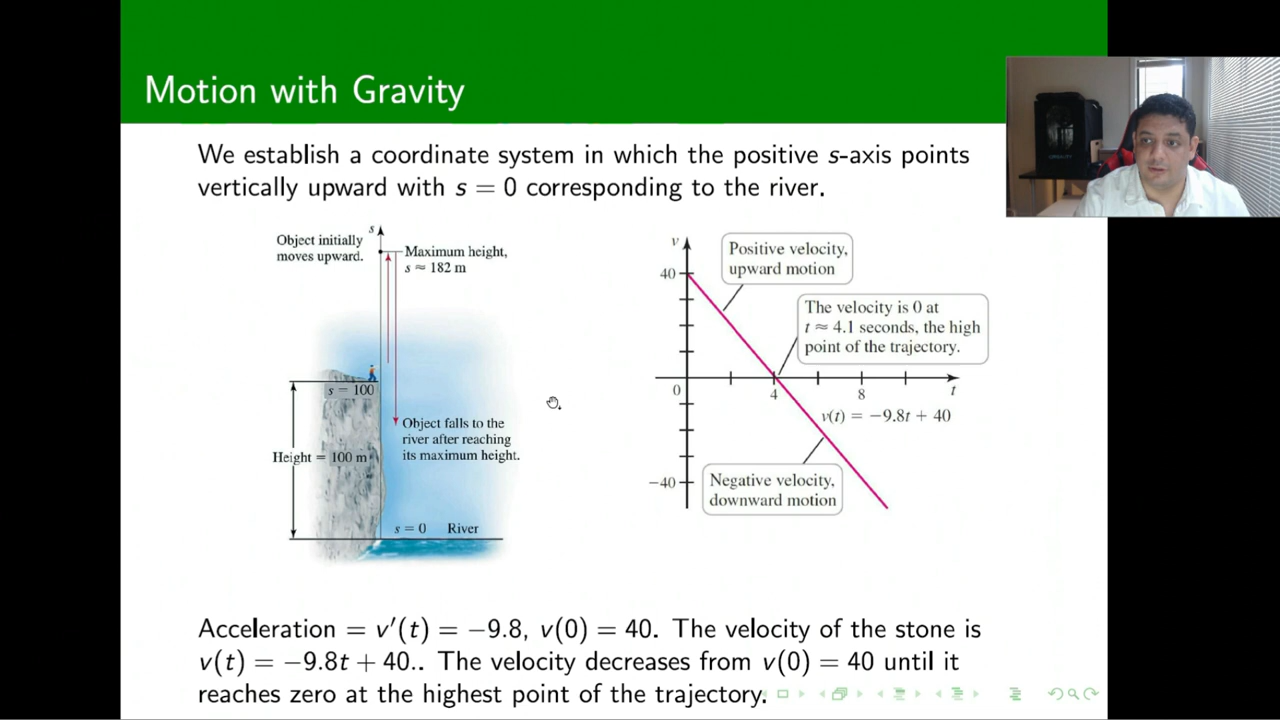 Motion with Gravity
We establish a coordinate system in which the positive s-axis points
vertically upward with s = 0 corresponding to the river.
s
Object initially
moves upward.
Maximum height,
s ≈ 182 m
s = 100
Height = 100 m
Object falls to the
river after reaching
its maximum height.
s = 0 River
v
40
Positive velocity,
upward motion
The velocity is 0 at
t ≈ 4.1 seconds, the high
point of the trajectory.
0
4
8
t
v(t) = −9.8t + 40
−40
Negative velocity,
downward motion
Acceleration = v′(t) = −9.8, v(0) = 40. The velocity of the stone is
v(t) = −9.8t + 40.. The velocity decreases from v(0) = 40 until it
reaches zero at the highest point of the trajectory.